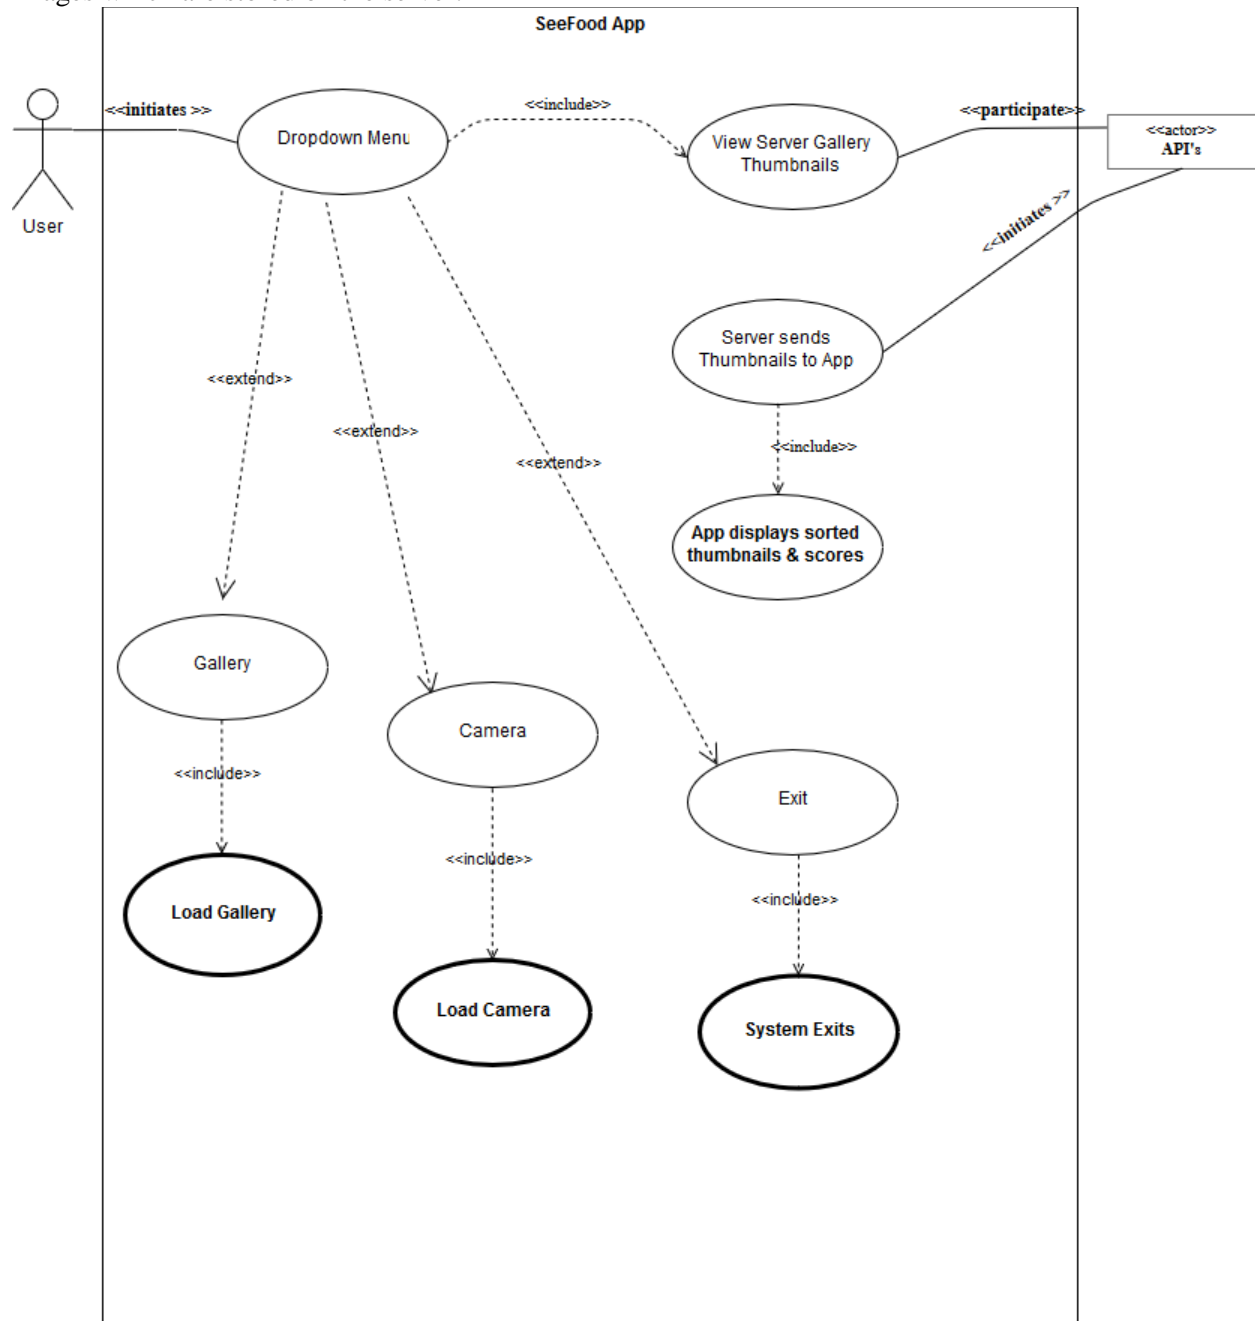 SeeFood App
<<initiates >>
<<include>>
<<participate>>
Dropdown Menu
View Server Gallery
Thumbnails
<<actor>>
API's
User
<<initiates >>
Server sends
Thumbnails to App
<<extend>>
<<extend>>
<<include>>
<<extend>>
App displays sorted
thumbnails & scores
Gallery
Camera
<<include>>
Exit
<<include>>
<<include>>
Load Gallery
Load Camera
System Exits